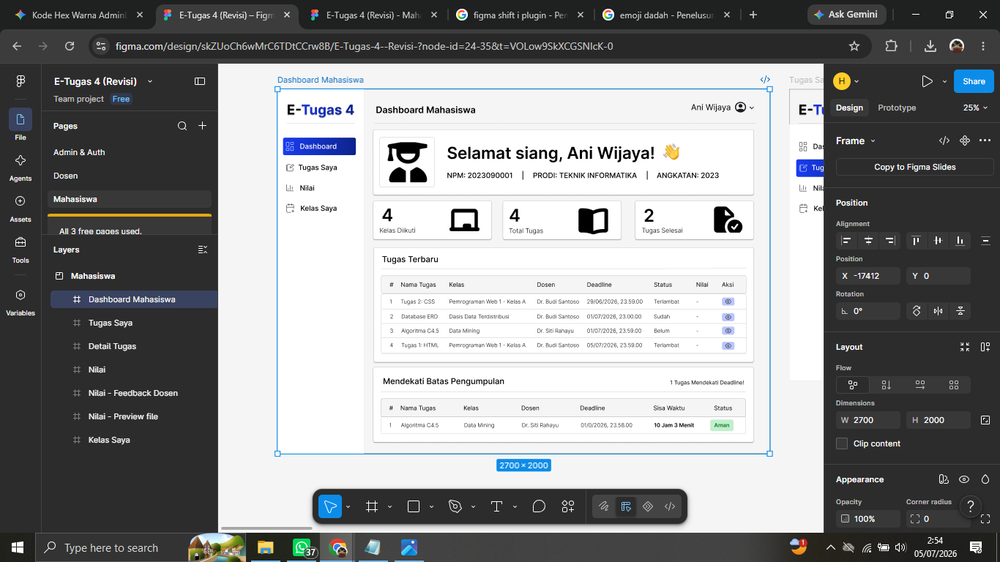 Kode Hex Warna AdminL
E-Tugas 4 (Revisi) – Figm
E-Tugas 4 (Revisi) - Maha
figma shift i plugin - Pen
emoji dadah - Penelusur
Ask Gemini
figma.com/design/skZUoCh6wMrC6TDtCCrw8B/E-Tugas-4--Revisi-?node-id=24-35&t=VOLow9SkXCGSNIcK-0
File
Agents
Assets
Tools
Variables
E-Tugas 4 (Revisi)
Team project Free
Pages
Admin & Auth
Dosen
Mahasiswa
All 3 free pages used.
Layers
Mahasiswa
Dashboard Mahasiswa
Tugas Saya
Detail Tugas
Nilai
Nilai - Feedback Dosen
Nilai - Preview file
Kelas Saya
Dashboard Mahasiswa
E-Tugas 4
Dashboard
Tugas Saya
Nilai
Kelas Saya
Dashboard Mahasiswa
Ani Wijaya
Selamat siang, Ani Wijaya! 👋
NPM: 2023090001 | PRODI: TEKNIK INFORMATIKA | ANGKATAN: 2023
4
Kelas Diikuti
4
Total Tugas
2
Tugas Selesai
Tugas Terbaru
# Nama Tugas Kelas Dosen Deadline Status Nilai Aksi
1 Tugas 2: CSS Pemrograman Web 1 - Kelas A Dr. Budi Santoso 29/06/2026, 23.59.00 Terlambat -
2 Database ERD Dasis Data Terdistribusi Dr. Budi Santoso 01/07/2026, 23.00.00 Sudah -
3 Algoritma C4.5 Data Mining Dr. Siti Rahayu 01/07/2026, 23.59.00 Belum -
4 Tugas 1: HTML Pemrograman Web 1 - Kelas A Dr. Budi Santoso 05/07/2026, 23.59.00 Terlambat -
Mendekati Batas Pengumpulan
1 Tugas Mendekati Deadline!
# Nama Tugas Kelas Dosen Deadline Sisa Waktu Status
1 Algoritma C4.5 Data Mining Dr. Siti Rahayu 01/0/2026, 23.58.00 10 Jam 3 Menit Aman
2700 × 2000
Tugas Sa
E-Tu
Das
Tug
Nila
Kel
H
Share
Design Prototype 25%
Frame
Copy to Figma Slides
Position
Alignment
Position
X -17412 Y 0
Rotation
0°
Layout
Flow
Dimensions
W 2700 H 2000
Clip content
Appearance
Opacity Corner radius
100% 0
?
Type here to search
37
1
2:54
05/07/2026